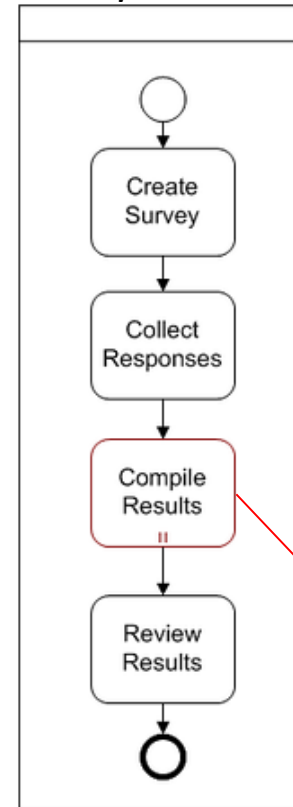 Create
Survey
Collect
Responses
Compile
Results
Review
Results